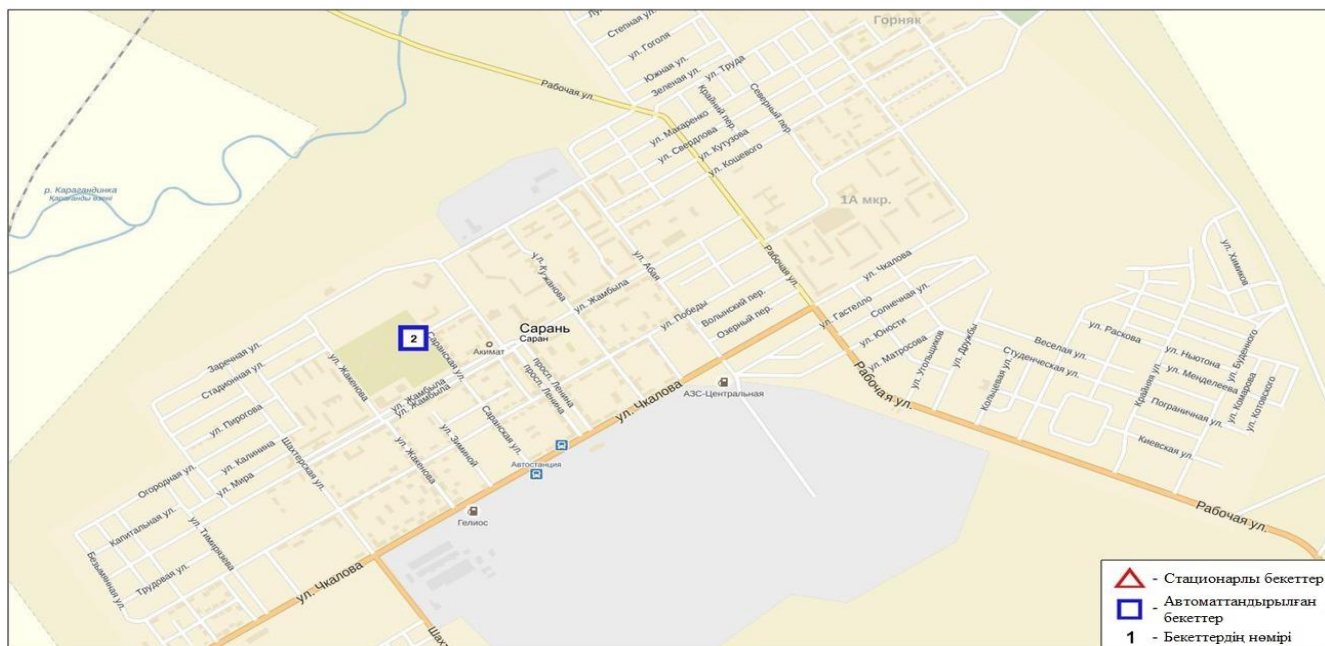 Горняк
Степная ул.
ул. Гоголя
Южная ул.
Зеленая ул.
ул. Труда
Рабочая ул.
Крайний пер.
Северный пер.
ул. Макаренко
ул. Свердлова
ул. Кутузова
ул. Кошевого
р. Карагандинка
Қарағанды өзені
1А мкр.
ул. Кужанова
ул. Абая
Рабочая ул.
ул. Чкалова
ул. Химиков
ул. Жамбыла
ул. Победы
Волынский пер.
Озерный пер.
ул. Гастелло
Солнечная ул.
ул. Юности
ул. Матросова
ул. Угольщиков
ул. Дружбы
Сарань
Саран
Акимат
2
Саранская ул.
Заречная ул.
Стадионная ул.
ул. Жакенова
просп. Ленина
просп. Ленина
Веселая ул.
ул. Раскова
Студенческая ул.
Кольцевая ул.
ул. Ньютона
ул. Буденного
ул. Менделеева
Крайняя ул.
ул. Комарова
ул. Котовского
Пограничная ул.
Киевская ул.
АЗС-Центральная
ул. Чкалова
Рабочая ул.
ул. Жамбыла
ул. Жамбыла
ул. Пирогова
Саранская ул.
ул. Зиминой
ул. Жакенова
Шахтерская ул.
ул. Калинина
Огородная ул.
ул. Мира
Автостанция
Гелиос
Рабочая ул.
Капитальная ул.
ул. Тимирязева
Трудовая ул.
Безымянная ул.
ул. Чкалова
- Стационарлы бекеттер
- Автоматтандырылған
бекеттер
1 - Бекеттердің нөмірі